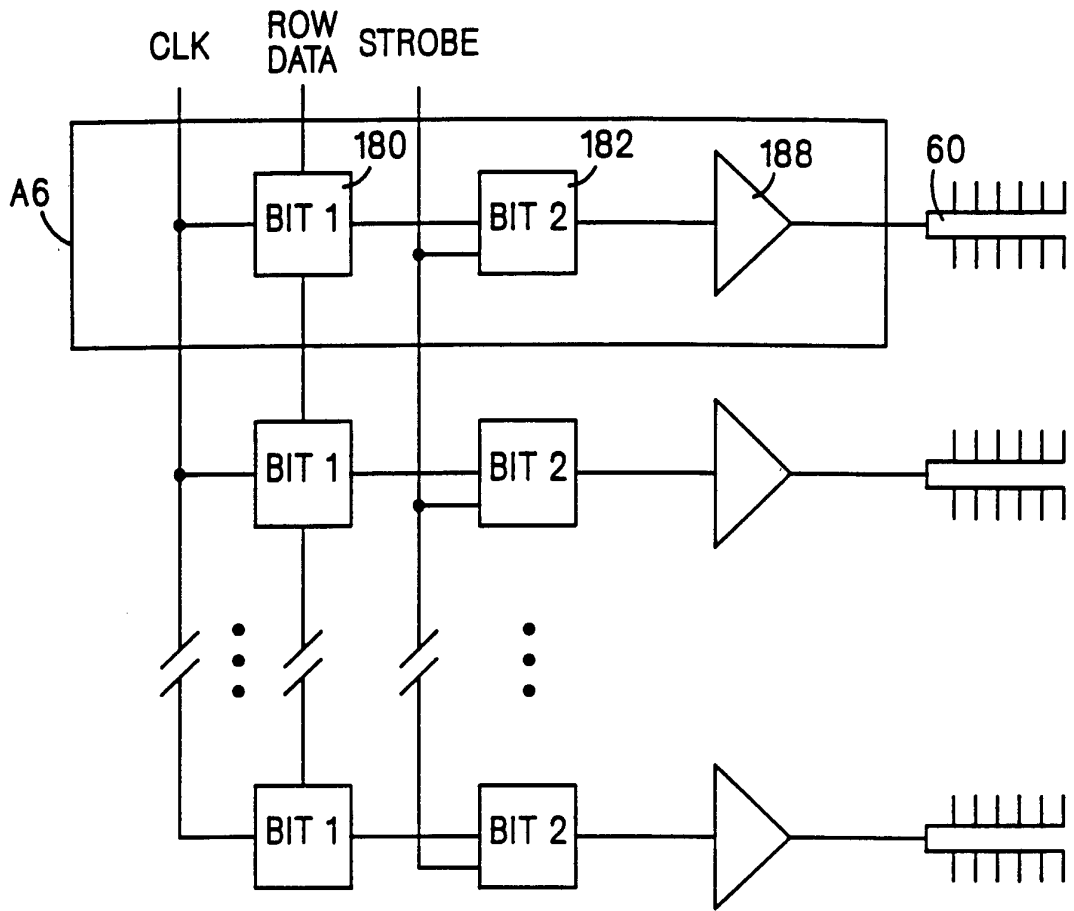 CLK
ROW
DATA
STROBE
180
182
188
60
A6
BIT 1
BIT 2
BIT 1
BIT 2
BIT 1
BIT 2